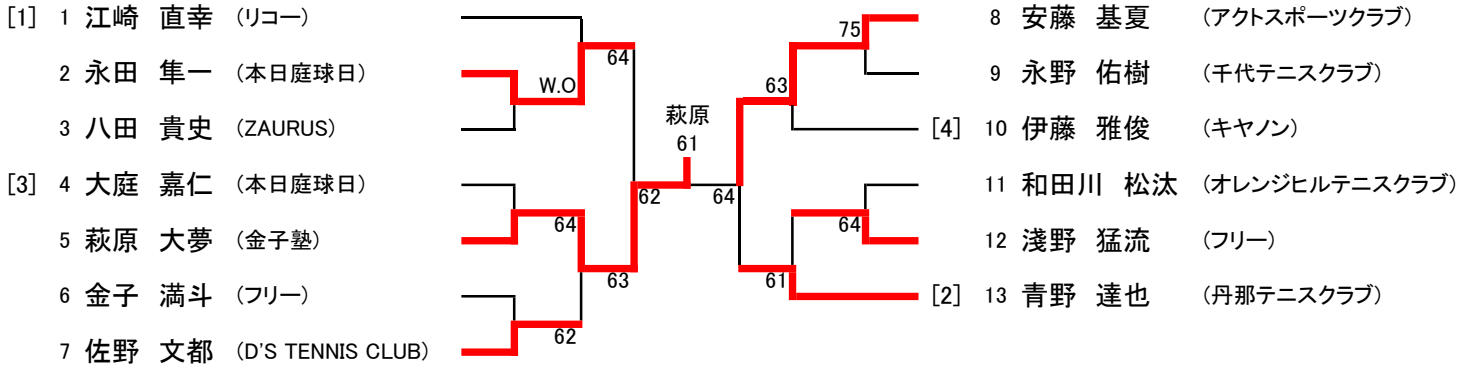 [1] 1 江崎 直幸 (リコー)
2 永田 隼一 (本日庭球日)
3 八田 貴史 (ZAURUS)
[3] 4 大庭 嘉仁 (本日庭球日)
5 萩原 大夢 (金子塾)
6 金子 満斗 (フリー)
7 佐野 文都 (D'S TENNIS CLUB)
W.O
64
64
62
63
62
萩原
61
64
63
75
64
61
8 安藤 基夏 (アクトスポーツクラブ)
9 永野 佑樹 (千代テニスクラブ)
[4] 10 伊藤 雅俊 (キヤノン)
11 和田川 松汰 (オレンジヒルテニスクラブ)
12 淺野 猛流 (フリー)
[2] 13 青野 達也 (丹那テニスクラブ)